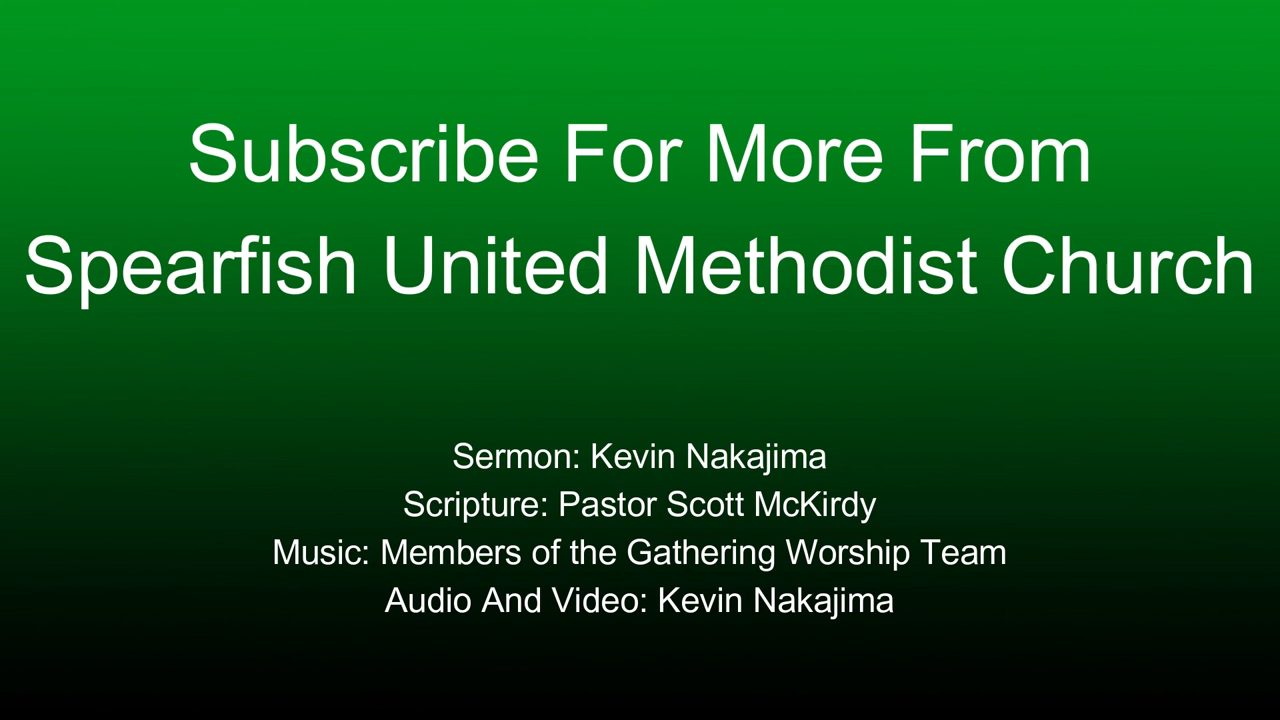 Subscribe For More From
Spearfish United Methodist Church
Sermon: Kevin Nakajima
Scripture: Pastor Scott McKirdy
Music: Members of the Gathering Worship Team
Audio And Video: Kevin Nakajima